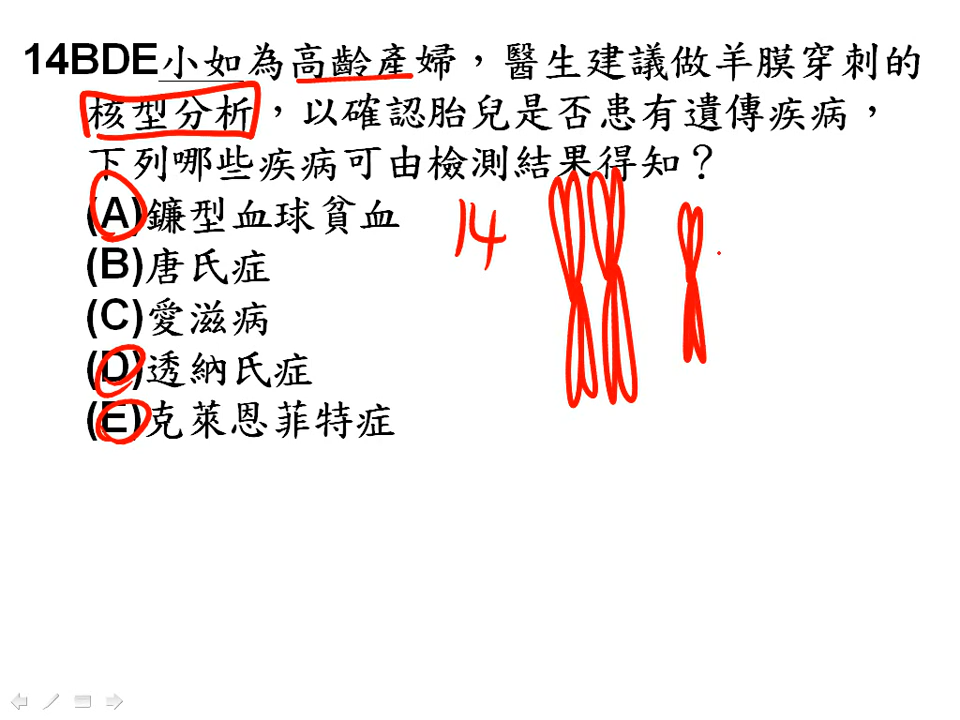 14BDE小如為高齡產婦，醫生建議做羊膜穿刺的
核型分析，以確認胎兒是否患有遺傳疾病，
下列哪些疾病可由檢測結果得知？
(A)鐮型血球貧血
14
(B)唐氏症
(C)愛滋病
(D)透納氏症
(E)克萊恩菲特症